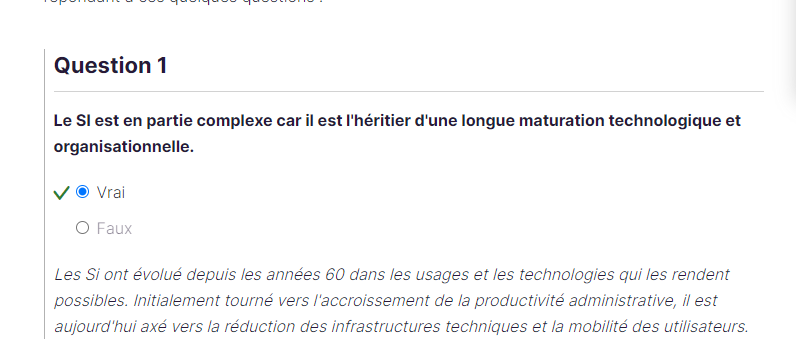 Question 1
Le SI est en partie complexe car il est l'héritier d'une longue maturation technologique et
organisationnelle.
Vrai
Faux
Les Si ont évolué depuis les années 60 dans les usages et les technologies qui les rendent
possibles. Initialement tourné vers l'accroissement de la productivité administrative, il est
aujourd'hui axé vers la réduction des infrastructures techniques et la mobilité des utilisateurs.